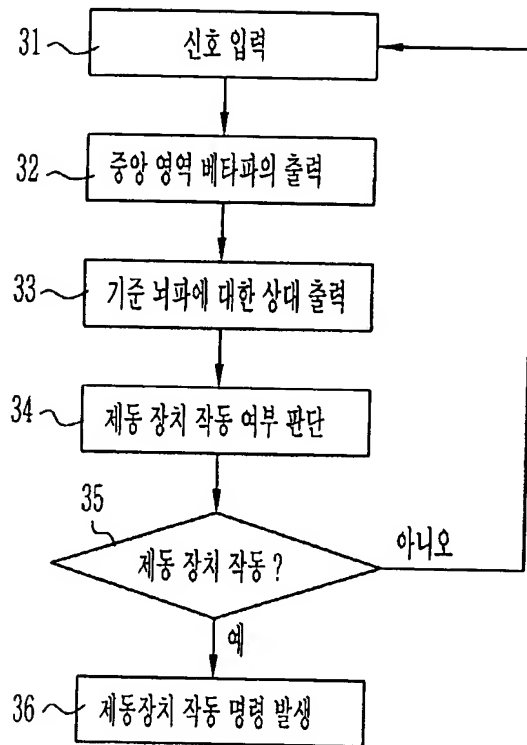 31
신호 입력
32
중앙 영역 베타파의 출력
33
기준 뇌파에 대한 상대 출력
34
제동 장치 작동 여부 판단
35
제동 장치 작동 ?
아니오
예
36
제동장치 작동 명령 발생